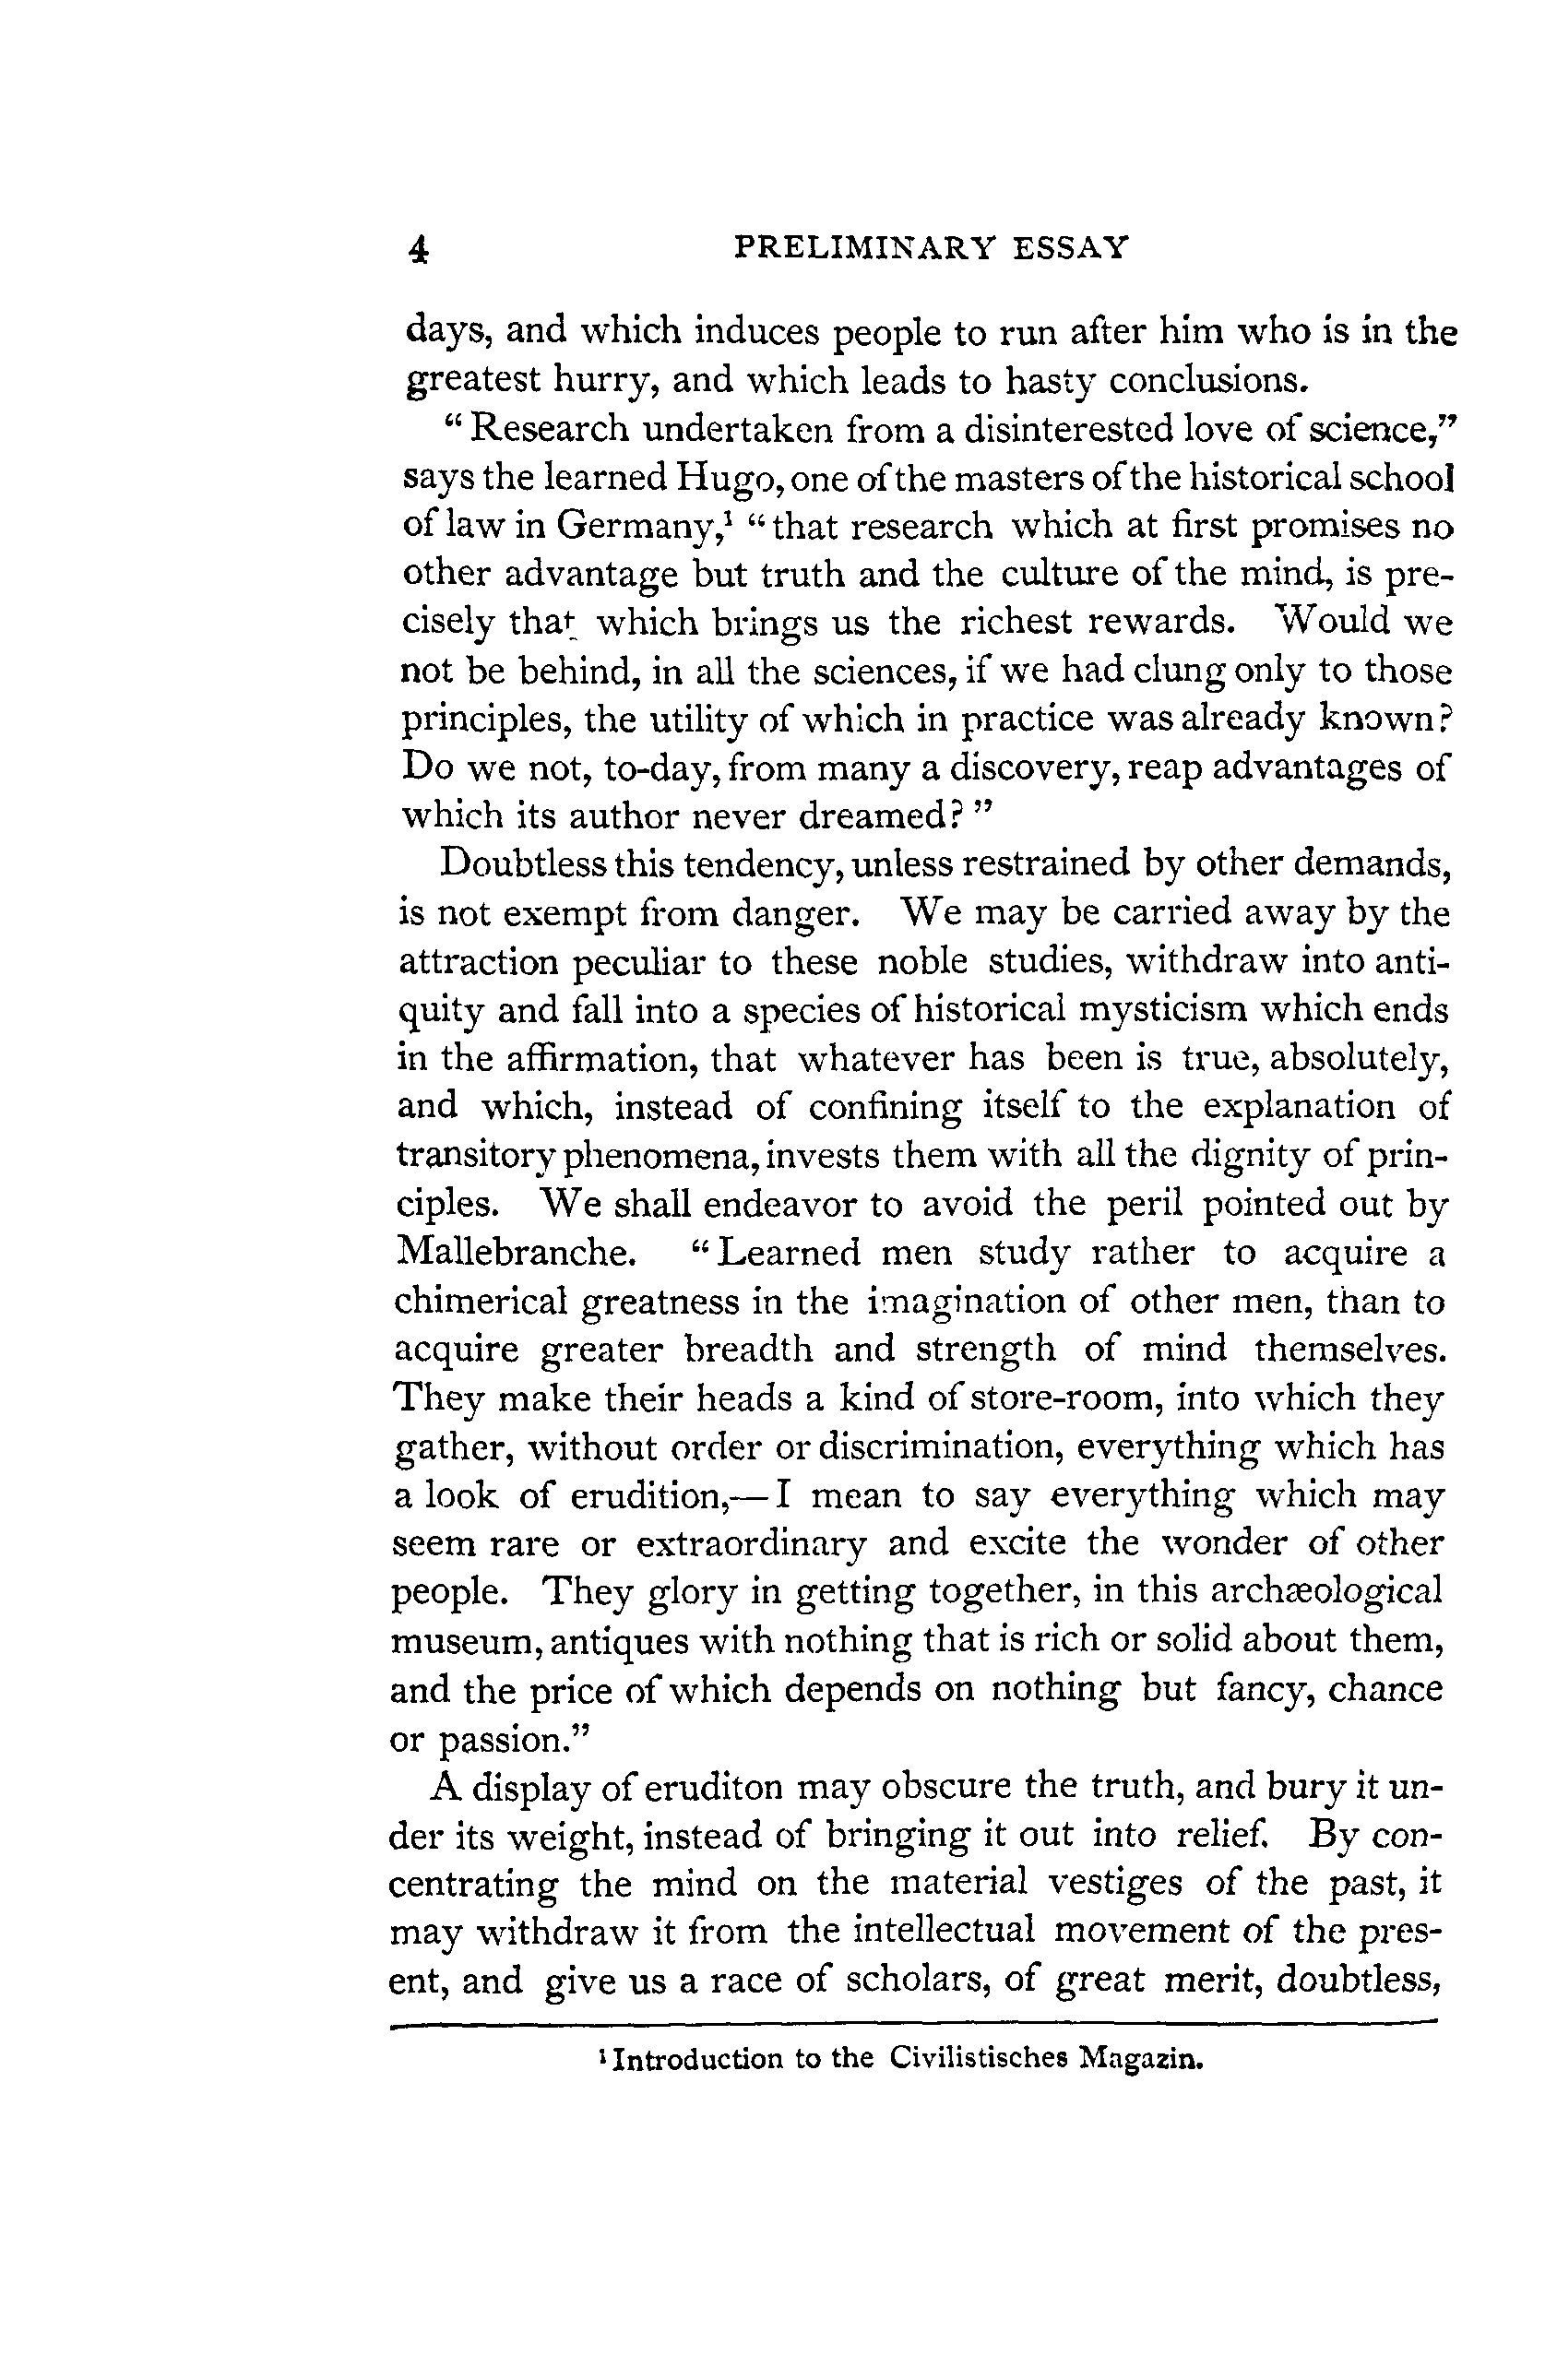 4 PRELIMINARY ESSAY
days, and which induces people to run after him who is in the
greatest hurry, and which leads to hasty conclusions.
“Research undertaken from a disinterested love of science,”
says the learned Hugo, one of the masters of the historical school
of law in Germany,¹ “that research which at first promises no
other advantage but truth and the culture of the mind, is pre-
cisely that which brings us the richest rewards. Would we
not be behind, in all the sciences, if we had clung only to those
principles, the utility of which in practice was already known?
Do we not, to-day, from many a discovery, reap advantages of
which its author never dreamed?”
Doubtless this tendency, unless restrained by other demands,
is not exempt from danger. We may be carried away by the
attraction peculiar to these noble studies, withdraw into anti-
quity and fall into a species of historical mysticism which ends
in the affirmation, that whatever has been is true, absolutely,
and which, instead of confining itself to the explanation of
transitory phenomena, invests them with all the dignity of prin-
ciples. We shall endeavor to avoid the peril pointed out by
Mallebranche. “Learned men study rather to acquire a
chimerical greatness in the imagination of other men, than to
acquire greater breadth and strength of mind themselves.
They make their heads a kind of store-room, into which they
gather, without order or discrimination, everything which has
a look of erudition,—I mean to say everything which may
seem rare or extraordinary and excite the wonder of other
people. They glory in getting together, in this archæological
museum, antiques with nothing that is rich or solid about them,
and the price of which depends on nothing but fancy, chance
or passion.”
A display of eruditon may obscure the truth, and bury it un-
der its weight, instead of bringing it out into relief. By con-
centrating the mind on the material vestiges of the past, it
may withdraw it from the intellectual movement of the pres-
ent, and give us a race of scholars, of great merit, doubtless,
¹ Introduction to the Civilistisches Magazin.